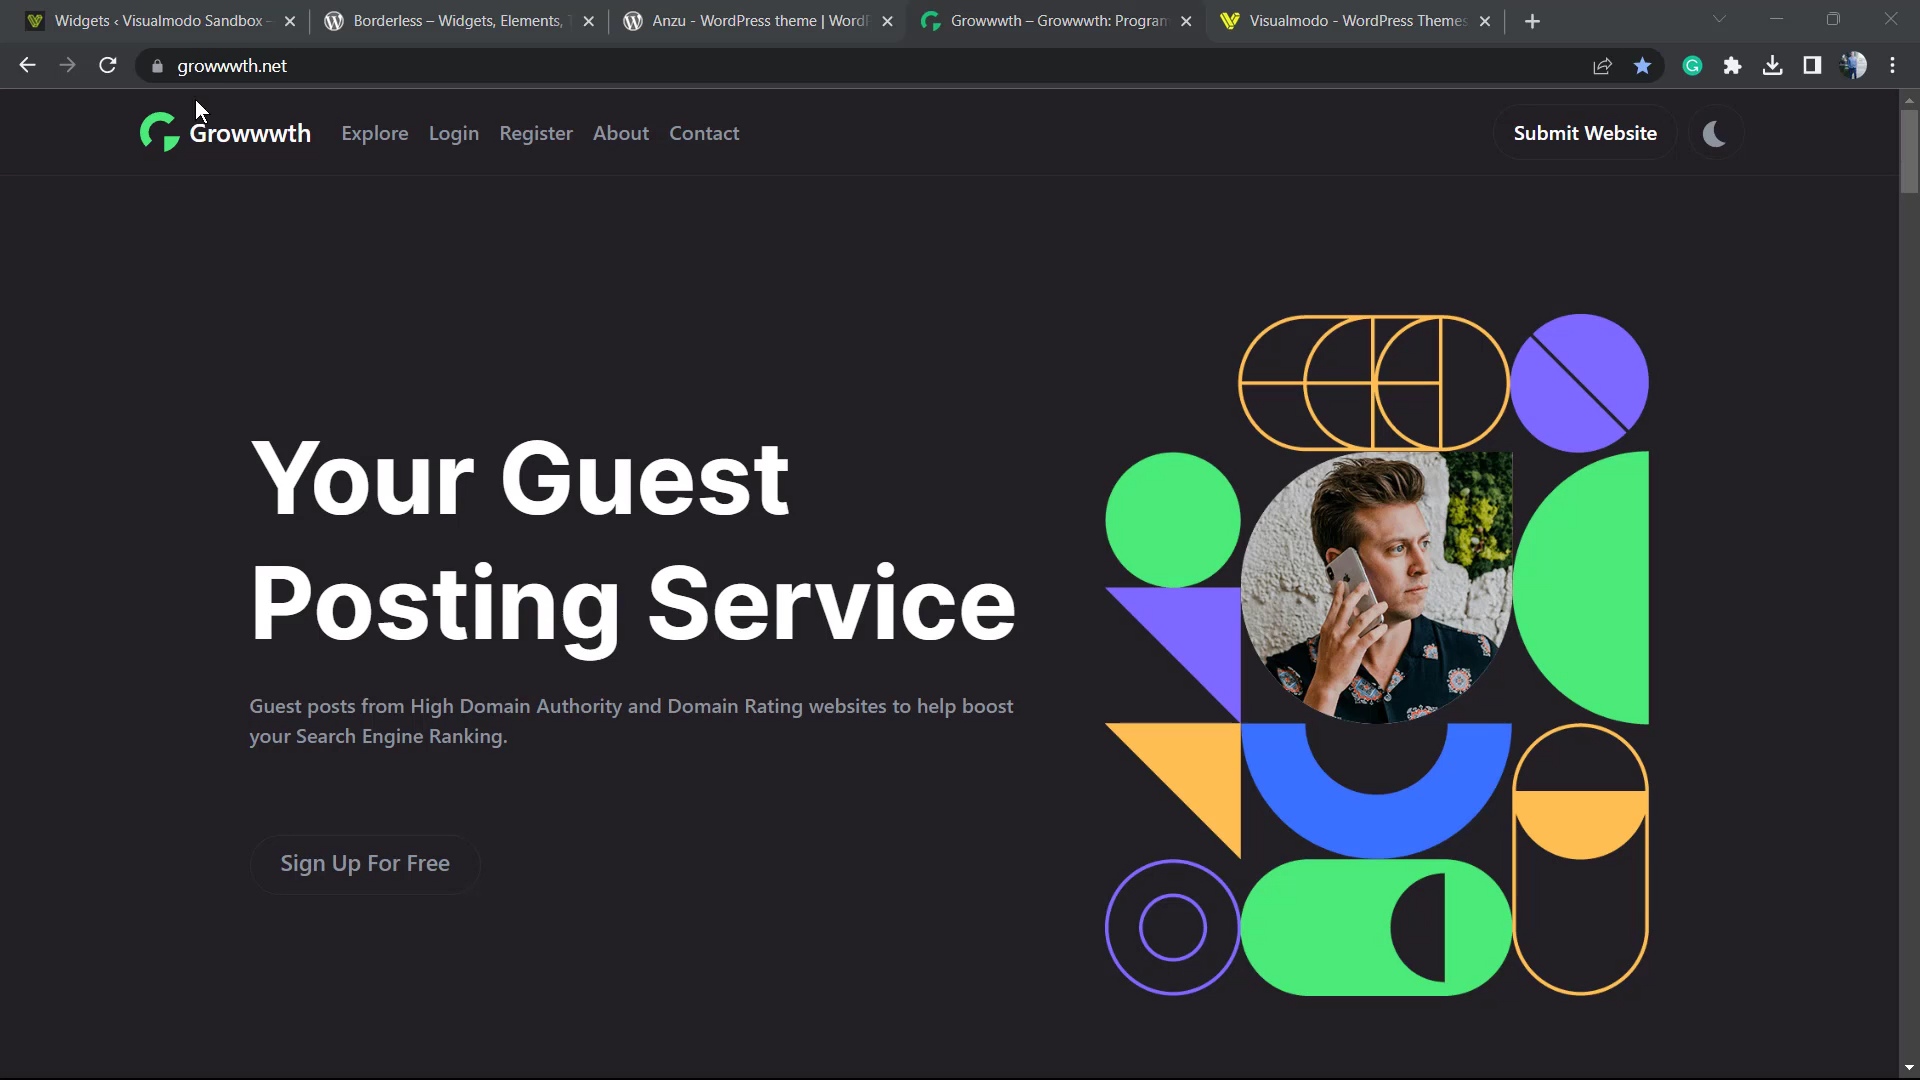 Widgets ‹ Visualmodo Sandbox
Borderless – Widgets, Elements,
Anzu - WordPress theme | Word
Growwwth – Growwwth: Program
Visualmodo - WordPress Themes
growwwth.net
Growwwth
Explore
Login
Register
About
Contact
Submit Website
Your Guest
Posting Service
Guest posts from High Domain Authority and Domain Rating websites to help boost
your Search Engine Ranking.
Sign Up For Free